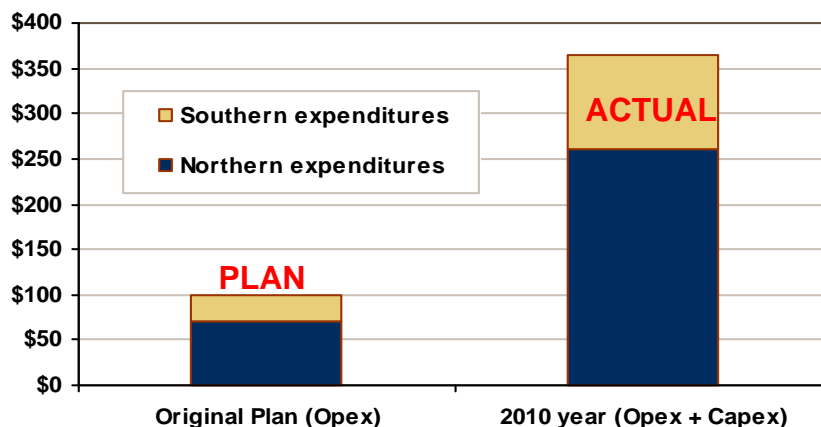 $400
$350
$300
$250
$200
$150
$100
$50
$0
Southern expenditures
Northern expenditures
PLAN
ACTUAL
Original Plan (Opex)
2010 year (Opex + Capex)